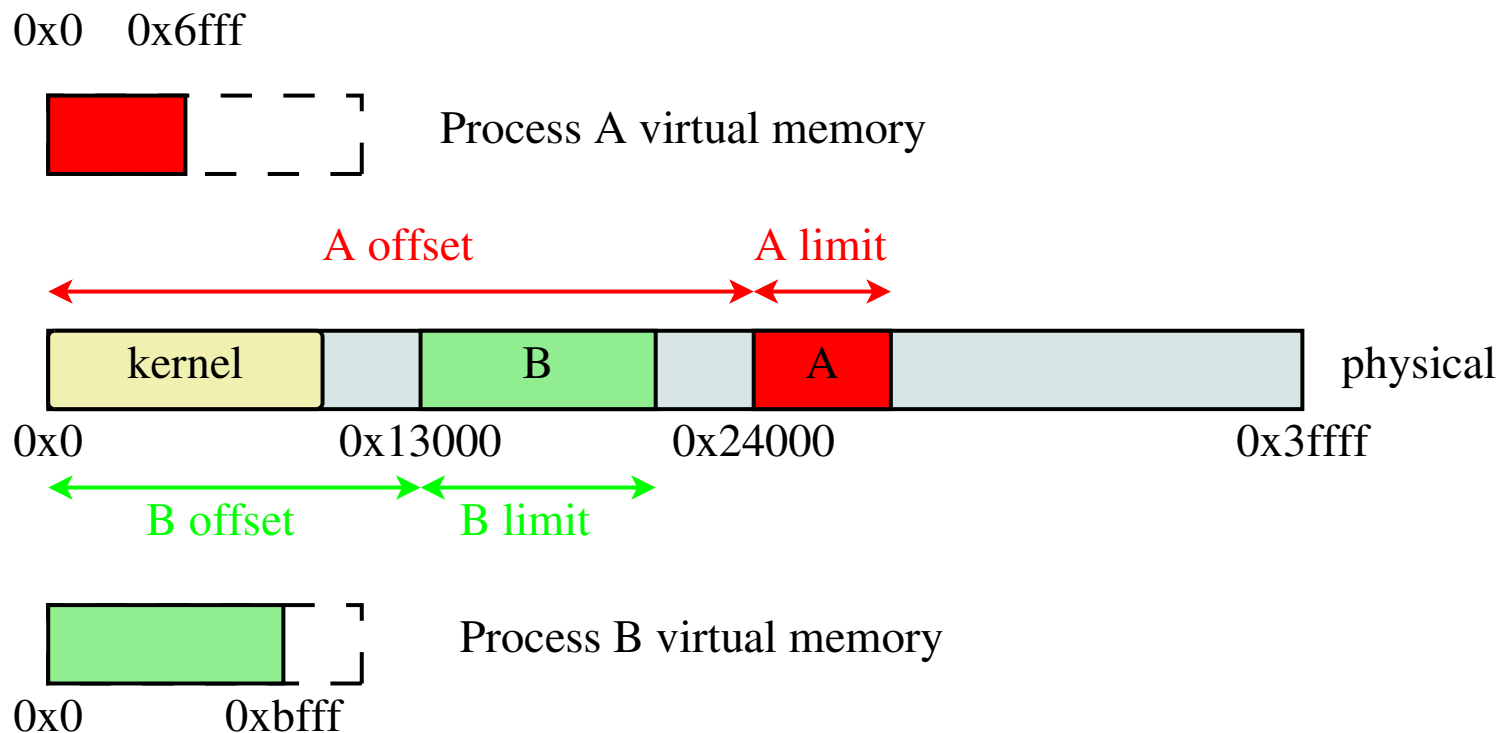 0x0 0x6fff
Process A virtual memory
A offset A limit
kernel B A physical
0x0 0x13000 0x24000 0x3ffff
B offset B limit
Process B virtual memory
0x0 0xbfff